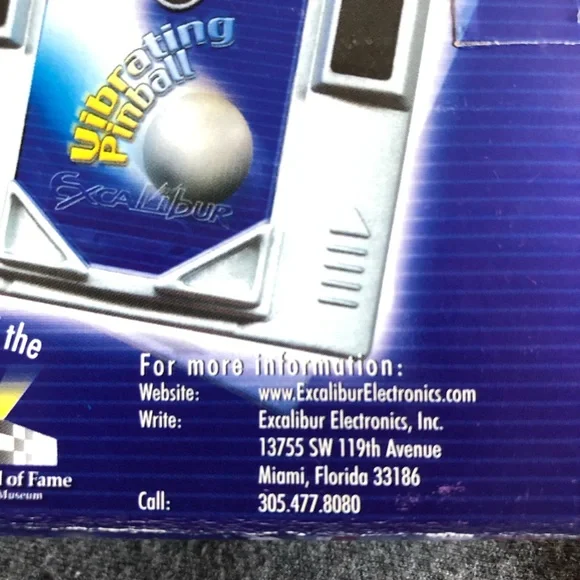 Vibrating
Pinball
EXCALIBUR
the
For more information:
Website: www.ExcaliburElectronics.com
Write: Excalibur Electronics, Inc.
13755 SW 119th Avenue
Miami, Florida 33186
of Fame
Museum
Call: 305.477.8080